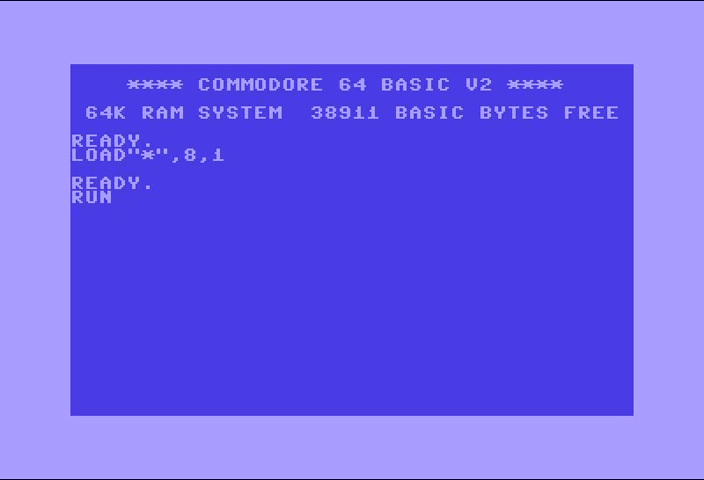 **** COMMODORE 64 BASIC V2 ****
64K RAM SYSTEM  38911 BASIC BYTES FREE
READY.
LOAD"*",8,1
READY.
RUN